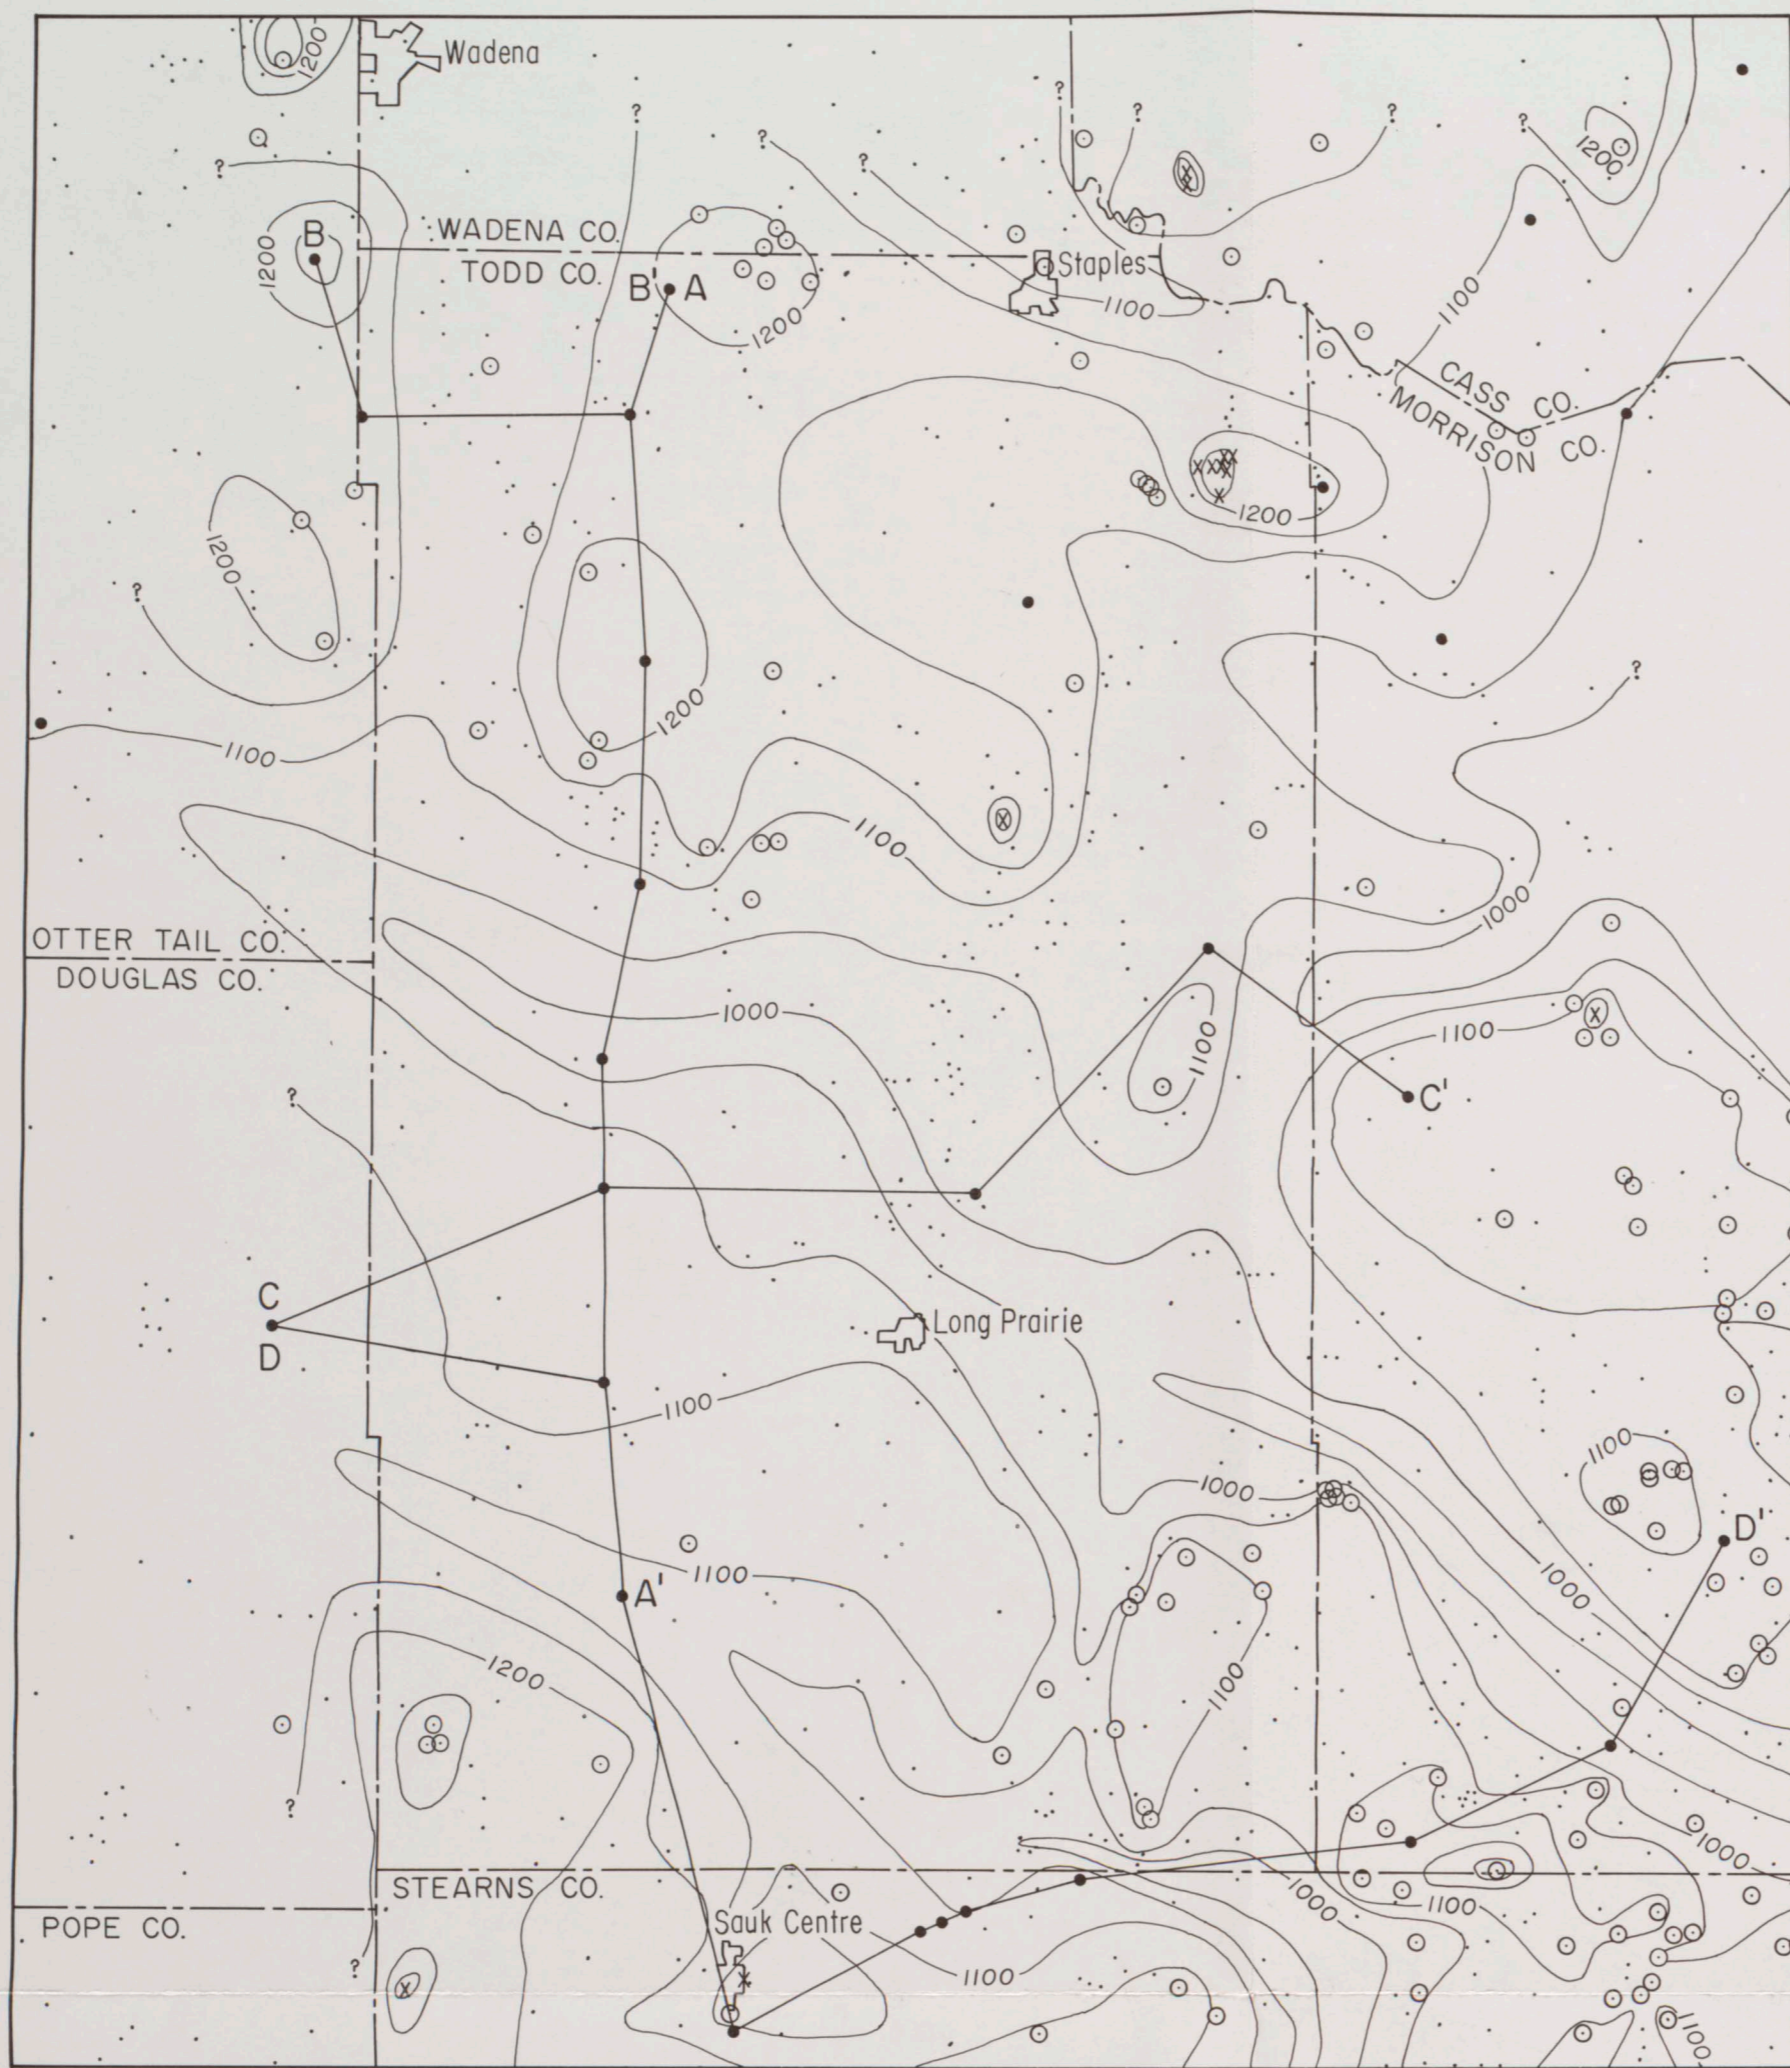 1200
Wadena
?
?
?
?
?
?
?
?
?
1200
WADENA CO.
TODD CO.
B
1200
B' A
1200
Staples
1100
1100
CASS CO.
MORRISON CO.
1200
1200
?
1200
?
1100
1100
1000
OTTER TAIL CO.
DOUGLAS CO.
1000
1100
1100
?
C'
C
D
Long Prairie
1100
1100
1000
D'
1000
1100
A'
1200
1100
?
1000
STEARNS CO.
1000
1100
POPE CO.
Sauk Centre
?
1100
1100